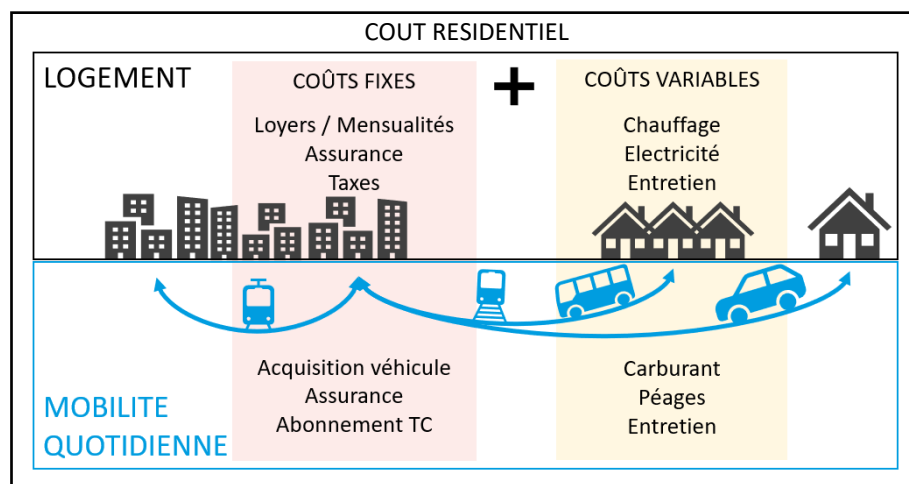 COUT RESIDENTIEL
LOGEMENT
COÛTS FIXES
Loyers / Mensualités
Assurance
Taxes
+
COÛTS VARIABLES
Chauffage
Electricité
Entretien
MOBILITE
QUOTIDIENNE
Acquisition véhicule
Assurance
Abonnement TC
Carburant
Péages
Entretien